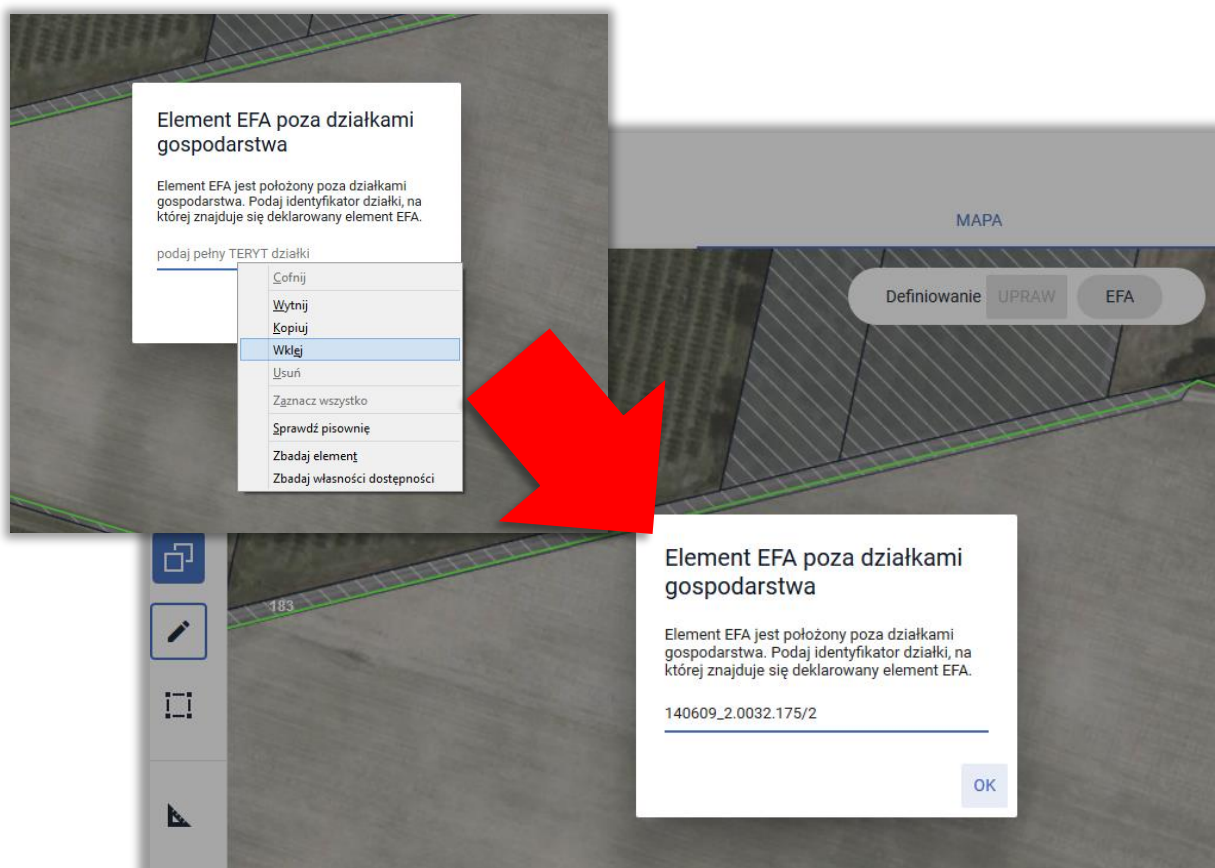 Element EFA poza działkami
gospodarstwa
Element EFA jest położony poza działkami
gospodarstwa. Podaj identyfikator działki, na
której znajduje się deklarowany element EFA.
podaj pełny TERYT działki
Cofnij
Wytnij
Kopiuj
Wklej
Usuń
Zaznacz wszystko
Sprawdź pisownię
Zbadaj element
Zbadaj własności dostępności
MAPA
Definiowanie UPRAW EFA
183
Element EFA poza działkami
gospodarstwa
Element EFA jest położony poza działkami
gospodarstwa. Podaj identyfikator działki, na
której znajduje się deklarowany element EFA.
140609_2.0032.175/2
OK